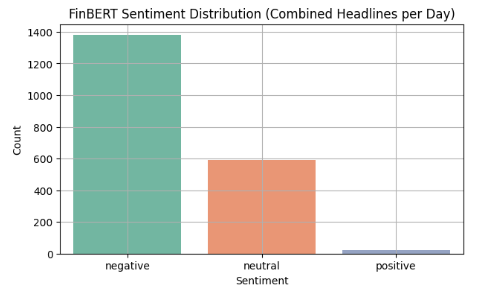 FinBERT Sentiment Distribution (Combined Headlines per Day)
1400
1200
1000
800
600
400
200
0
Count
negative neutral positive
Sentiment